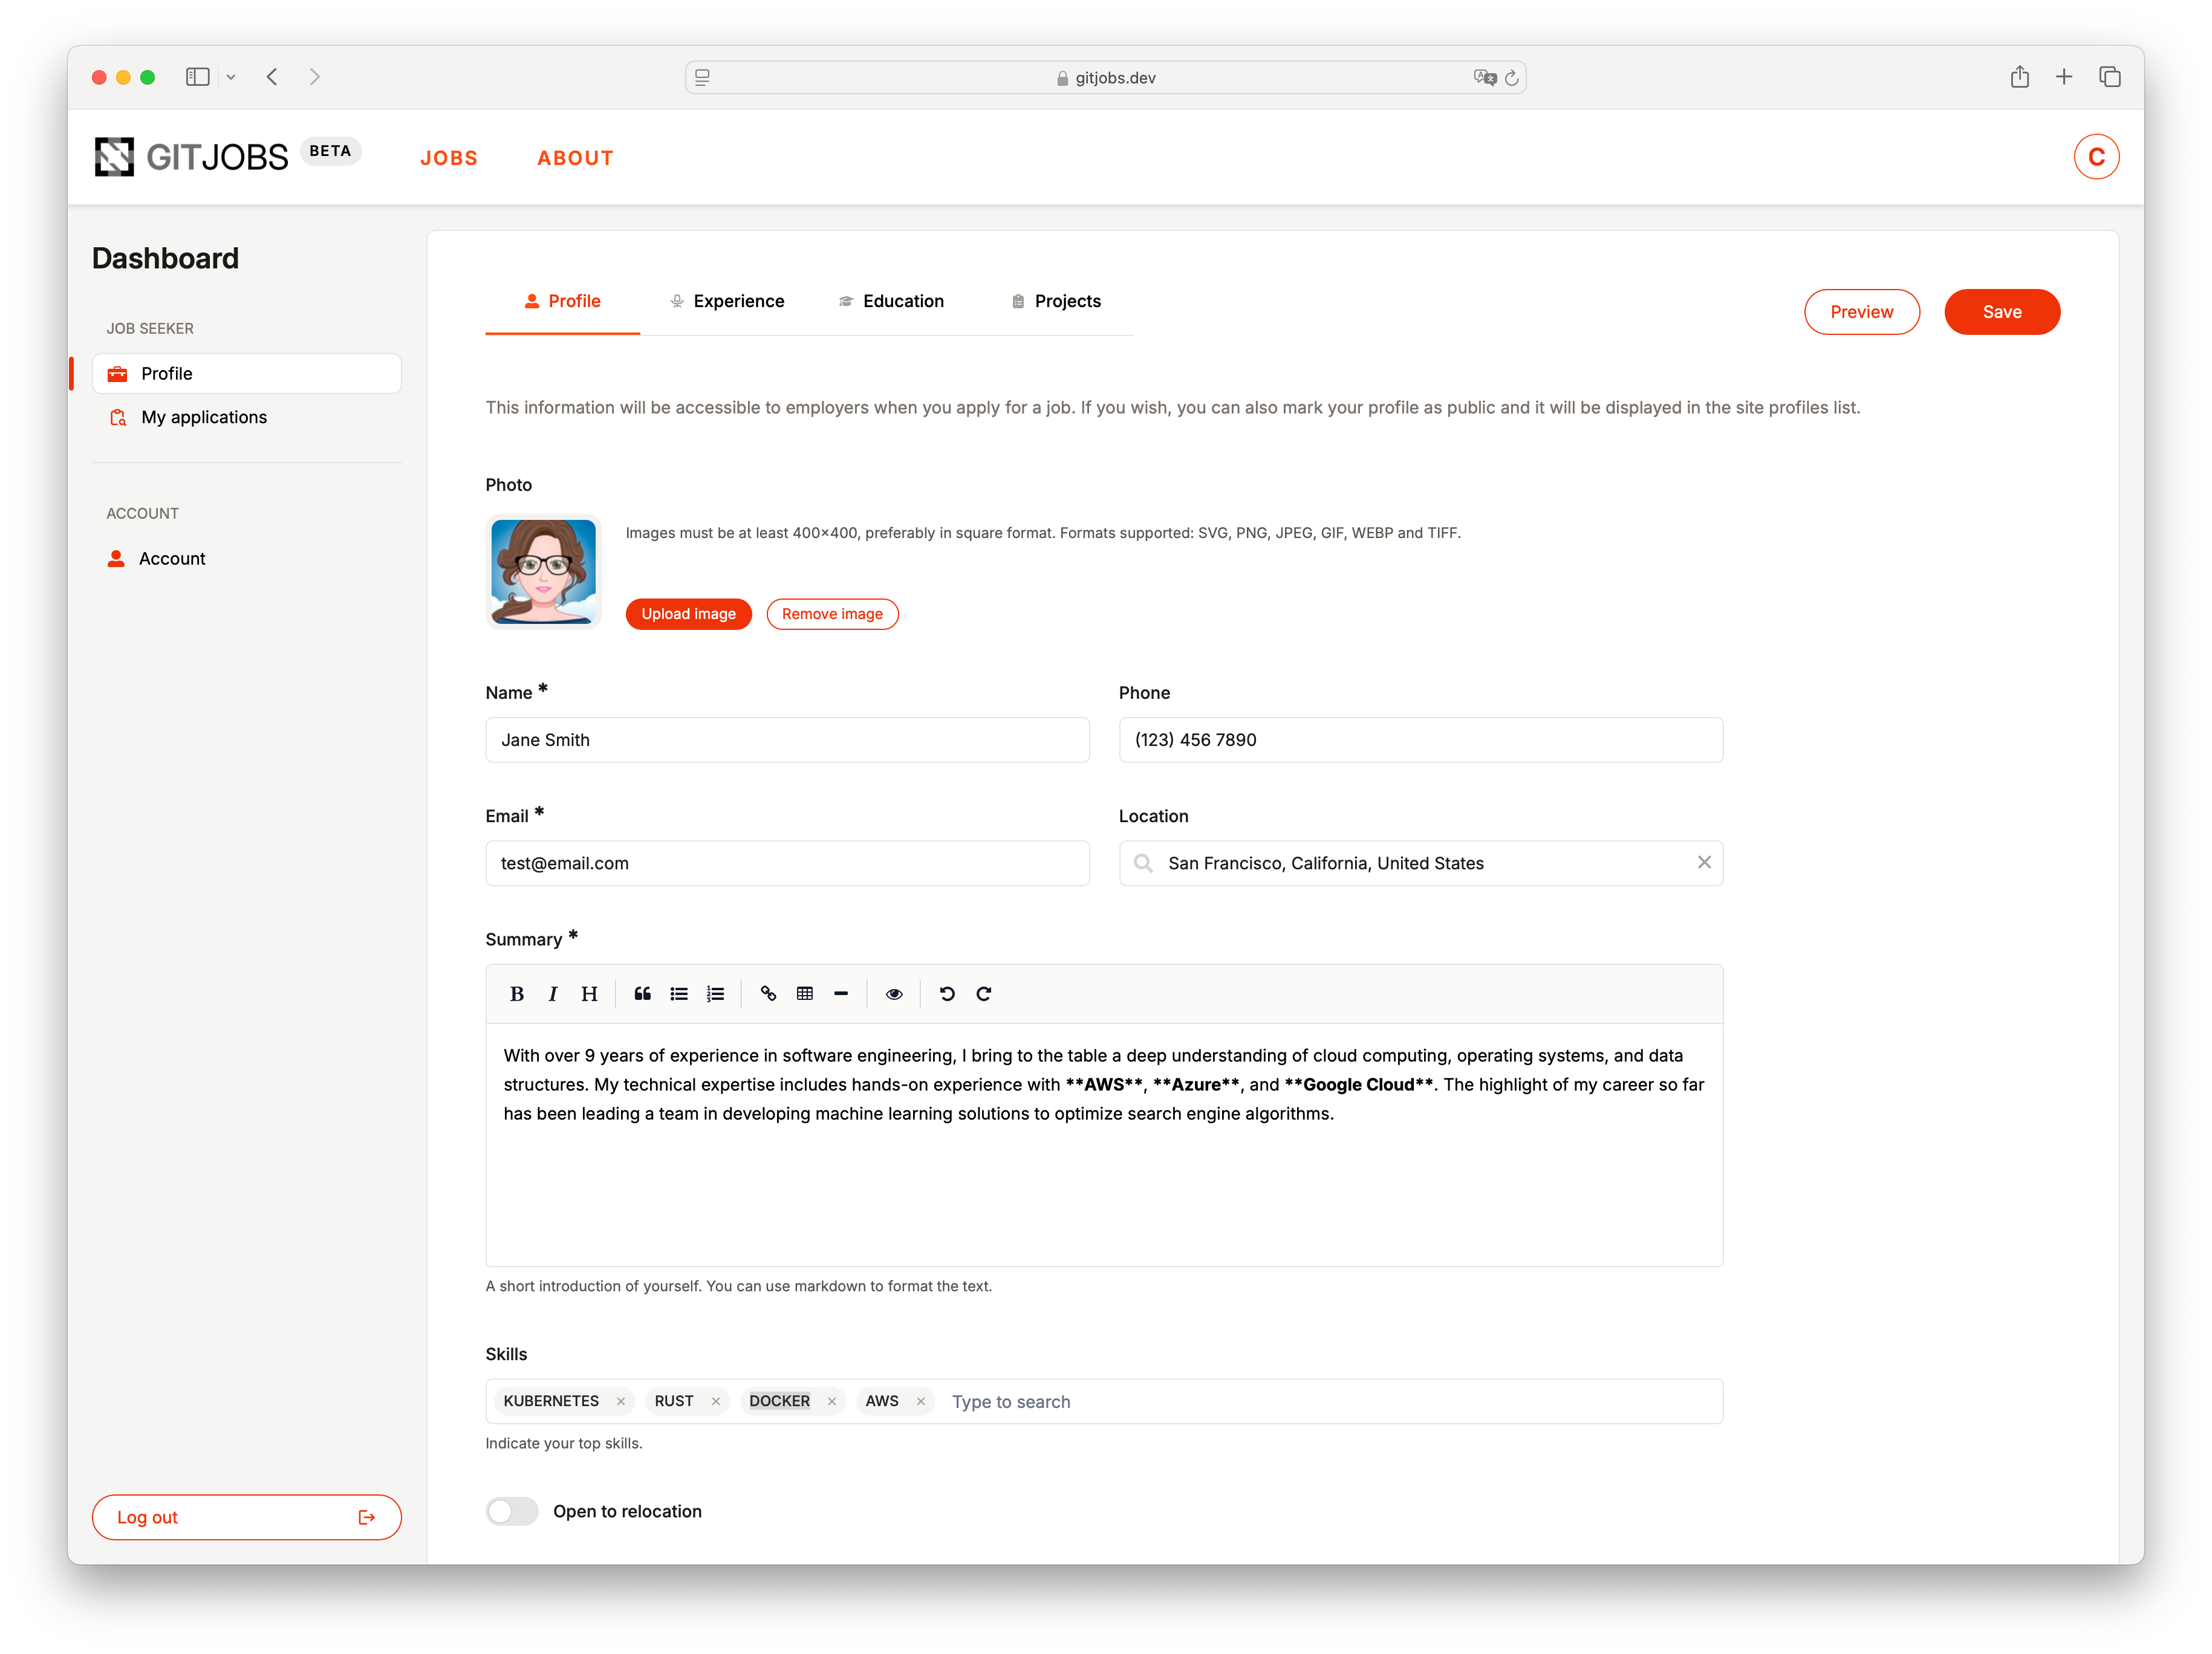 gitjobs.dev
GITJOBS BETA JOBS ABOUT C
Dashboard
JOB SEEKER
Profile
My applications
ACCOUNT
Account
Log out
Profile Experience Education Projects
Preview Save
This information will be accessible to employers when you apply for a job. If you wish, you can also mark your profile as public and it will be displayed in the site profiles list.
Photo
Images must be at least 400x400, preferably in square format. Formats supported: SVG, PNG, JPEG, GIF, WEBP and TIFF.
Upload image Remove image
Name * Phone
Jane Smith (123) 456 7890
Email * Location
test@email.com San Francisco, California, United States
Summary *
B I H
With over 9 years of experience in software engineering, I bring to the table a deep understanding of cloud computing, operating systems, and data
structures. My technical expertise includes hands-on experience with **AWS**, **Azure**, and **Google Cloud**. The highlight of my career so far
has been leading a team in developing machine learning solutions to optimize search engine algorithms.
A short introduction of yourself. You can use markdown to format the text.
Skills
KUBERNETES × RUST × DOCKER × AWS × Type to search
Indicate your top skills.
Open to relocation